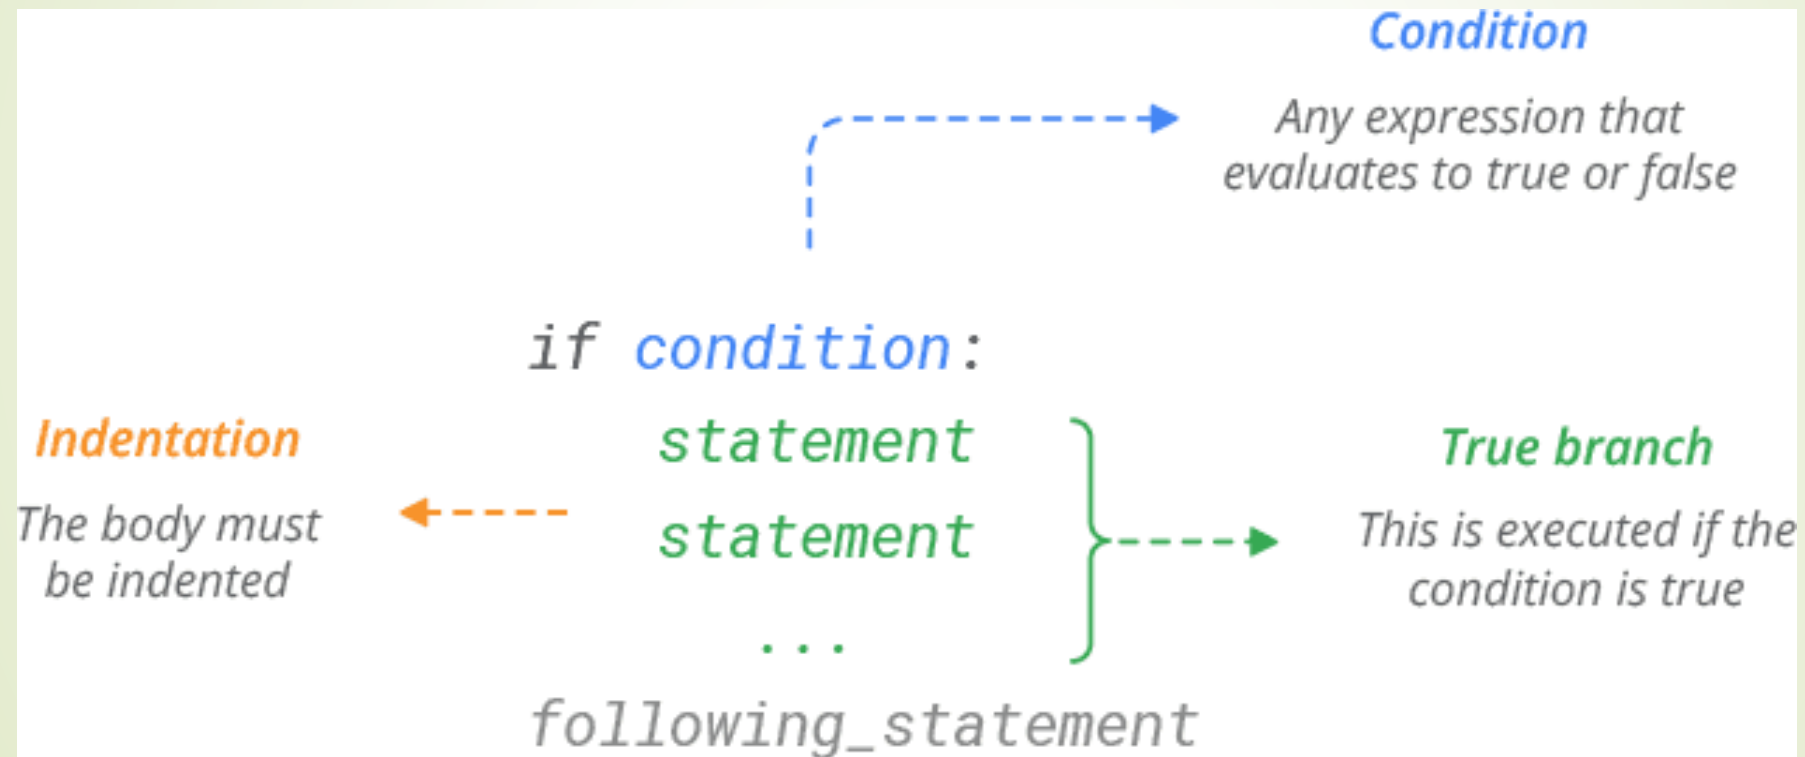 Condition
Any expression that
evaluates to true or false
if condition:
Indentation
The body must
be indented
statement
statement
...
True branch
This is executed if the
condition is true
following_statement